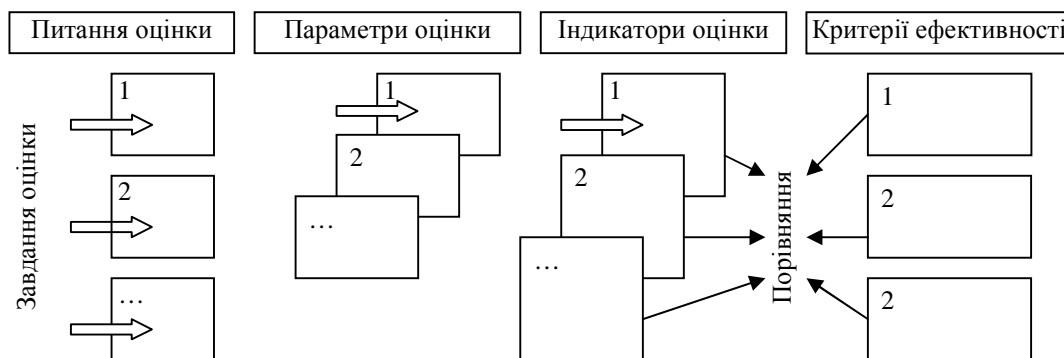 Питання оцінки
Параметри оцінки
Індикатори оцінки
Критерії ефективності
Завдання оцінки
1
2
…
1
2
…
1
2
…
Порівняння
1
2
2